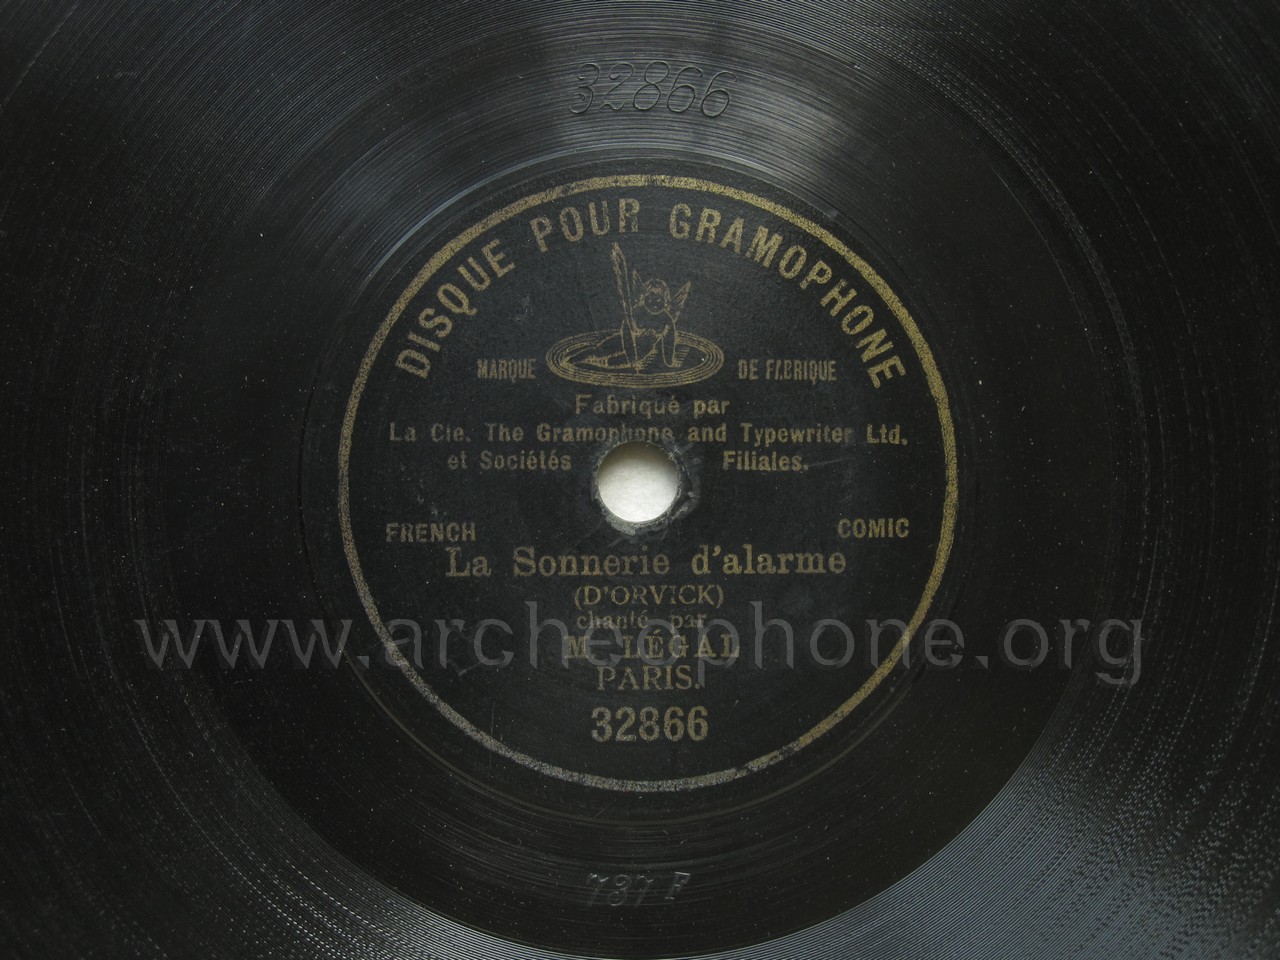 32866
DISQUE POUR GRAMOPHONE
MARQUE DE FABRIQUE
Fabriqué par
La Cie. The Gramophone and Typewriter Ltd.
et Sociétés Filiales.
FRENCH COMIC
La Sonnerie d'alarme
(D'ORVICK)
chanté par
www.archeophone.org
M. LÉGAL
PARIS.
32866
737 F